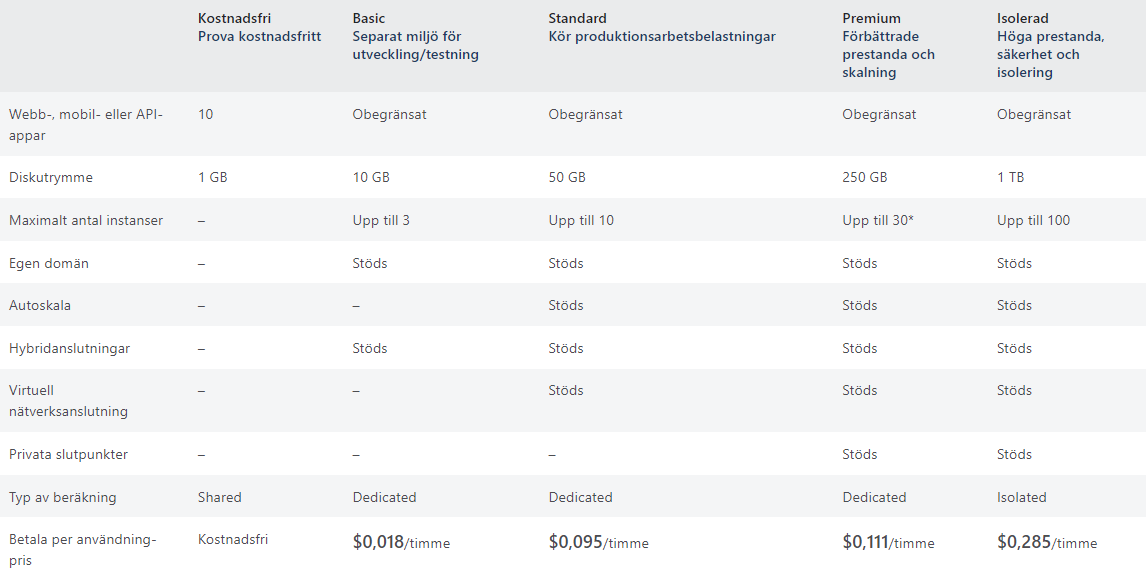 Kostnadsfri
Prova kostnadsfritt
Basic
Separat miljö för
utveckling/testning
Standard
Kör produktionsarbetsbelastningar
Premium
Förbättrade
prestanda och
skalning
Isolerad
Höga prestanda,
säkerhet och
isolering
Webb-, mobil- eller API-
appar
10
Obegränsat
Obegränsat
Obegränsat
Obegränsat
Diskutrymme
1 GB
10 GB
50 GB
250 GB
1 TB
Maximalt antal instanser
–
Upp till 3
Upp till 10
Upp till 30*
Upp till 100
Egen domän
–
Stöds
Stöds
Stöds
Stöds
Autoskala
–
–
Stöds
Stöds
Stöds
Hybridanslutningar
–
Stöds
Stöds
Stöds
Stöds
Virtuell
nätverksanslutning
–
–
Stöds
Stöds
Stöds
Privata slutpunkter
–
–
–
Stöds
Stöds
Typ av beräkning
Shared
Dedicated
Dedicated
Dedicated
Isolated
Betala per användning-
pris
Kostnadsfri
$0,018/timme
$0,095/timme
$0,111/timme
$0,285/timme